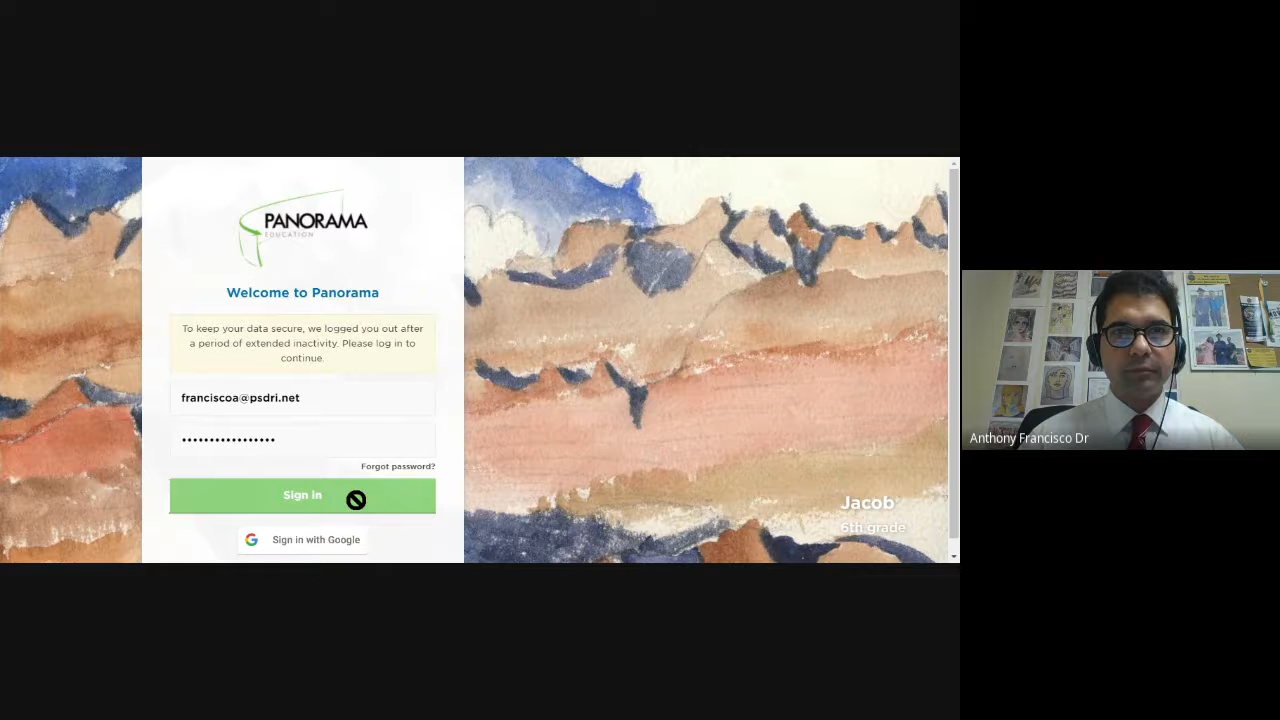 PANORAMA
EDUCATION
Welcome to Panorama
To keep your data secure, we logged you out after
a period of extended inactivity. Please log in to
continue.
franciscoa@psdri.net
•••••••••••••••••
Forgot password?
Sign in
Sign in with Google
Jacob
6th grade
Anthony Francisco Dr